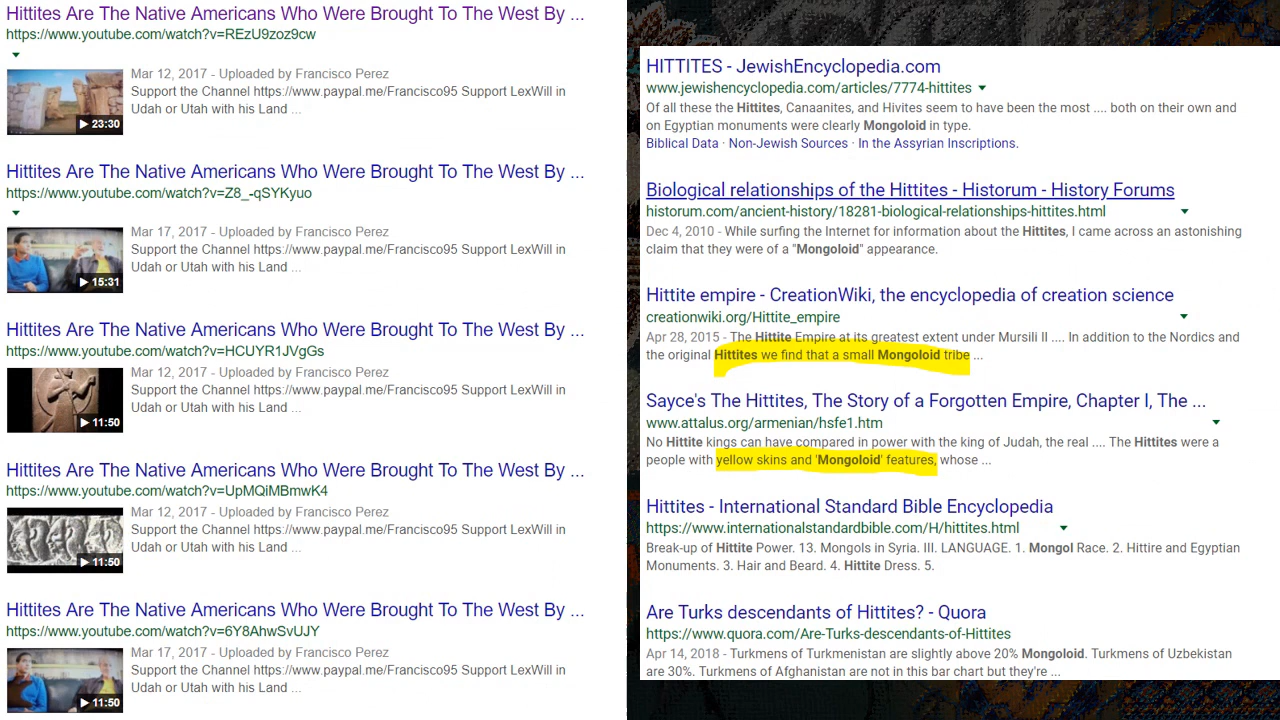 Hittites Are The Native Americans Who Were Brought To The West By ...
https://www.youtube.com/watch?v=REzU9zoz9cw
Mar 12, 2017 - Uploaded by Francisco Perez
Support the Channel https://www.paypal.me/Francisco95 Support LexWill in
Udah or Utah with his Land ...
23:30
Hittites Are The Native Americans Who Were Brought To The West By ...
https://www.youtube.com/watch?v=Z8_-qSYKyuo
Mar 17, 2017 - Uploaded by Francisco Perez
Support the Channel https://www.paypal.me/Francisco95 Support LexWill in
Udah or Utah with his Land ...
15:31
Hittites Are The Native Americans Who Were Brought To The West By ...
https://www.youtube.com/watch?v=HCUYR1JVgGs
Mar 12, 2017 - Uploaded by Francisco Perez
Support the Channel https://www.paypal.me/Francisco95 Support LexWill in
Udah or Utah with his Land ...
11:50
Hittites Are The Native Americans Who Were Brought To The West By ...
https://www.youtube.com/watch?v=UpMQiMBmwK4
Mar 12, 2017 - Uploaded by Francisco Perez
Support the Channel https://www.paypal.me/Francisco95 Support LexWill in
Udah or Utah with his Land ...
11:50
Hittites Are The Native Americans Who Were Brought To The West By ...
https://www.youtube.com/watch?v=6Y8AhwSvUJY
Mar 17, 2017 - Uploaded by Francisco Perez
Support the Channel https://www.paypal.me/Francisco95 Support LexWill in
Udah or Utah with his Land ...
11:50
HITTITES - JewishEncyclopedia.com
www.jewishencyclopedia.com/articles/7774-hittites
Of all these the Hittites, Canaanites, and Hivites seem to have been the most .... both on their own and
on Egyptian monuments were clearly Mongoloid in type.
Biblical Data · Non-Jewish Sources · In the Assyrian Inscriptions.
Biological relationships of the Hittites - Historum - History Forums
historum.com/ancient-history/18281-biological-relationships-hittites.html
Dec 4, 2010 - While surfing the Internet for information about the Hittites, I came across an astonishing
claim that they were of a "Mongoloid" appearance.
Hittite empire - CreationWiki, the encyclopedia of creation science
creationwiki.org/Hittite_empire
Apr 28, 2015 - The Hittite Empire at its greatest extent under Mursili II .... In addition to the Nordics and
the original Hittites we find that a small Mongoloid tribe ...
Sayce's The Hittites, The Story of a Forgotten Empire, Chapter I, The ...
www.attalus.org/armenian/hsfe1.htm
No Hittite kings can have compared in power with the king of Judah, the real .... The Hittites were a
people with yellow skins and 'Mongoloid' features, whose ...
Hittites - International Standard Bible Encyclopedia
https://www.internationalstandardbible.com/H/hittites.html
Break-up of Hittite Power. 13. Mongols in Syria. III. LANGUAGE. 1. Mongol Race. 2. Hittire and Egyptian
Monuments. 3. Hair and Beard. 4. Hittite Dress. 5.
Are Turks descendants of Hittites? - Quora
https://www.quora.com/Are-Turks-descendants-of-Hittites
Apr 14, 2018 - Turkmens of Turkmenistan are slightly above 20% Mongoloid. Turkmens of Uzbekistan
are 30%. Turkmens of Afghanistan are not in this bar chart but they're ...